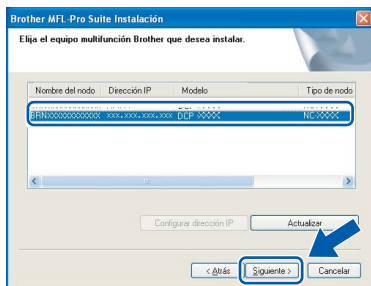 Brother MFL-Pro Suite Instalación
Elija el equipo multifunción Brother que desea instalar.
Nombre del nodo Dirección IP Modelo Tipo de nodo
BRNXXXXXXXXXXXX xxx.xxx.xxx.xxx DCP-XXXX NC-XXXX
Configurar dirección IP Actualizar
< Atrás Siguiente > Cancelar